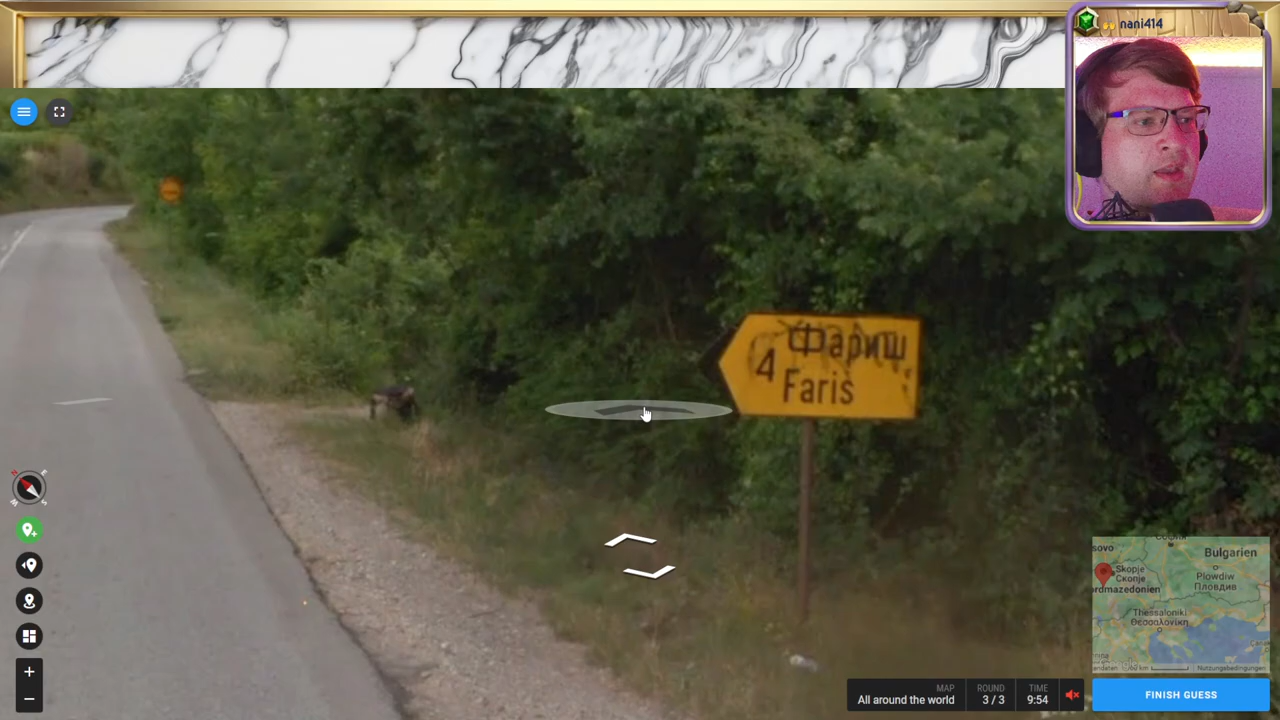 nani414
Фариш
4
Faris
Bulgarien
Skopje
Скопје
Plowdiw
Пловдив
Thessaloniki
Θεσσαλονίκη
Nutzungsbedingungen
MAP
All around the world
ROUND
3 / 3
TIME
9:54
FINISH GUESS